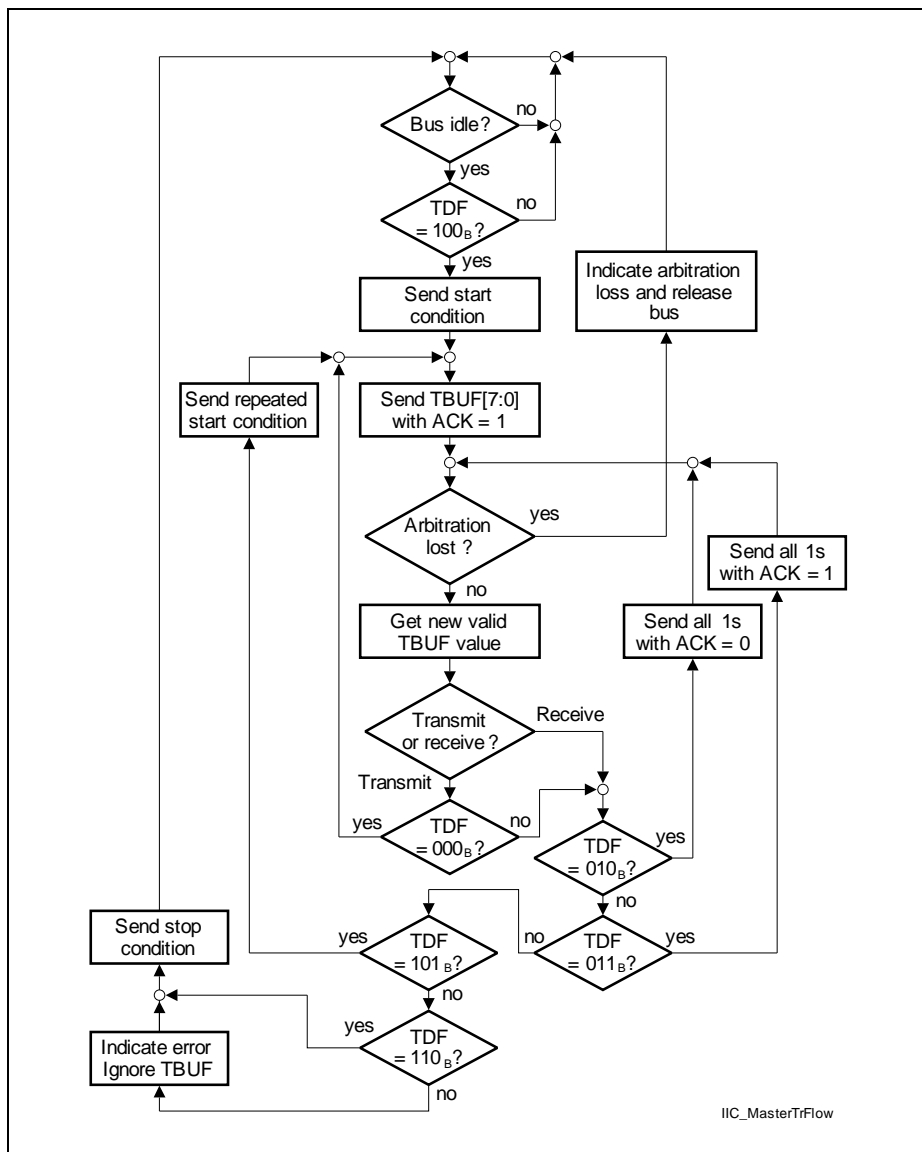 Bus idle?
no
yes
TDF
= 100B?
no
yes
Send start
condition
Indicate arbitration
loss and release
bus
Send repeated
start condition
Send TBUF[7:0]
with ACK = 1
Arbitration
lost ?
yes
no
Send all 1s
with ACK = 1
Get new valid
TBUF value
Send all 1s
with ACK = 0
Transmit
or receive ?
Receive
Transmit
TDF
= 000B?
yes
no
TDF
= 010B?
yes
no
Send stop
condition
TDF
= 101B?
yes
no
TDF
= 011B?
no
yes
Indicate error
Ignore TBUF
TDF
= 110B?
yes
no
IIC_MasterTrFlow